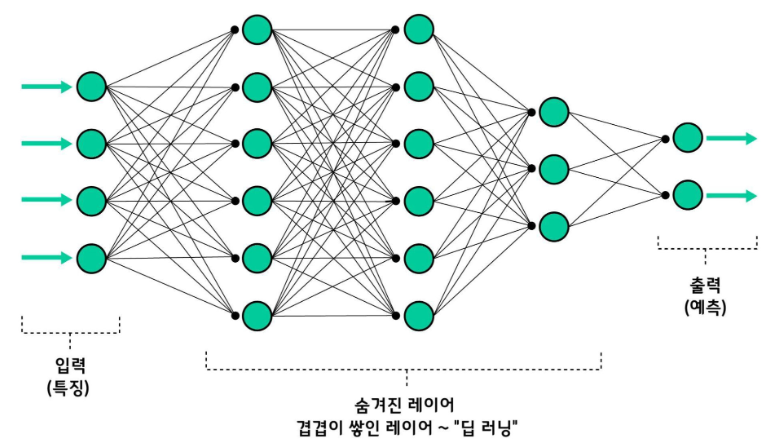 입력
(특징)
숨겨진 레이어
겹겹이 쌓인 레이어 ~ "딥 러닝"
출력
(예측)